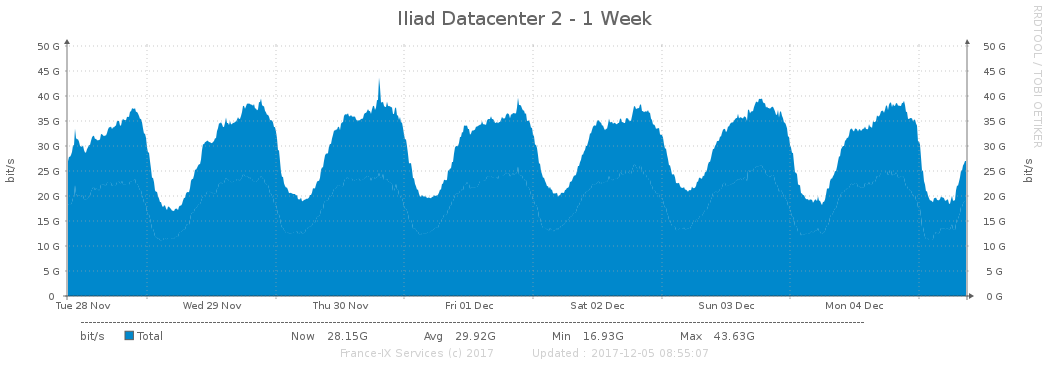 Iliad Datacenter 2 - 1 Week
RRDTOOL / TOBI OETIKER
bit/s
50 G 50 G
45 G 45 G
40 G 40 G
35 G 35 G
30 G 30 G
25 G 25 G
20 G 20 G
15 G 15 G
10 G 10 G
5 G 5 G
0 0 G
bit/s
Tue 28 Nov Wed 29 Nov Thu 30 Nov Fri 01 Dec Sat 02 Dec Sun 03 Dec Mon 04 Dec
bit/s Total Now 28.15G Avg 29.92G Min 16.93G Max 43.63G
France-IX Services (c) 2017 Updated : 2017-12-05 08:55:07